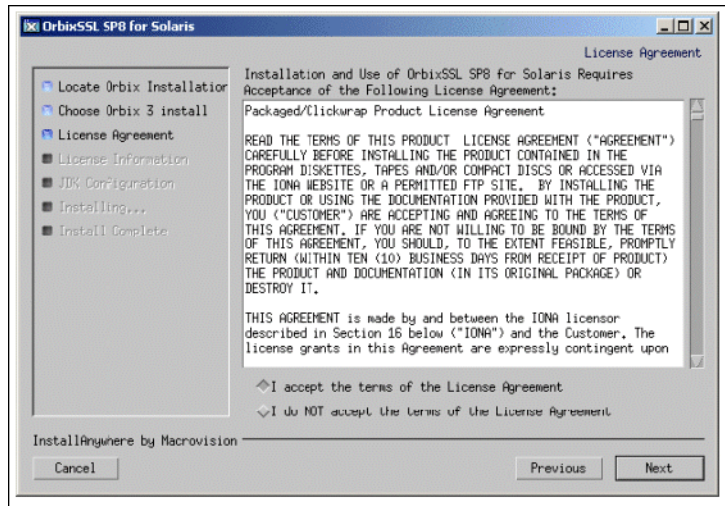 OrbixSSL SP8 for Solaris
License Agreement
Locate Orbix Installation
Choose Orbix 3 install
License Agreement
License Information
JDK Configuration
Installing...
Install Complete
Installation and Use of OrbixSSL SP8 for Solaris Requires
Acceptance of the Following License Agreement:
Packaged/Clickwrap Product License Agreement
READ THE TERMS OF THIS PRODUCT LICENSE AGREEMENT ("AGREEMENT")
CAREFULLY BEFORE INSTALLING THE PRODUCT CONTAINED IN THE
PROGRAM DISKETTES, TAPES AND/OR COMPACT DISCS OR ACCESSED VIA
THE IONA WEBSITE OR A PERMITTED FTP SITE. BY INSTALLING THE
PRODUCT OR USING THE DOCUMENTATION PROVIDED WITH THE PRODUCT,
YOU ("CUSTOMER") ARE ACCEPTING AND AGREEING TO THE TERMS OF
THIS AGREEMENT. IF YOU ARE NOT WILLING TO BE BOUND BY THE TERMS
OF THIS AGREEMENT, YOU SHOULD, TO THE EXTENT FEASIBLE, PROMPTLY
RETURN (WITHIN TEN (10) BUSINESS DAYS FROM RECEIPT OF PRODUCT)
THE PRODUCT AND DOCUMENTATION (IN ITS ORIGINAL PACKAGE) OR
DESTROY IT.
THIS AGREEMENT is made by and between the IONA licensor
described in Section 16 below ("IONA") and the Customer. The
license grants in this Agreement are expressly contingent upon
I accept the terms of the License Agreement
I do NOT accept the terms of the License Agreement
InstallAnywhere by Macrovision
Cancel
Previous
Next